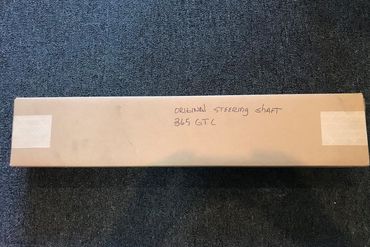 ORIGINAL STEERING SHAFT
365 GTC